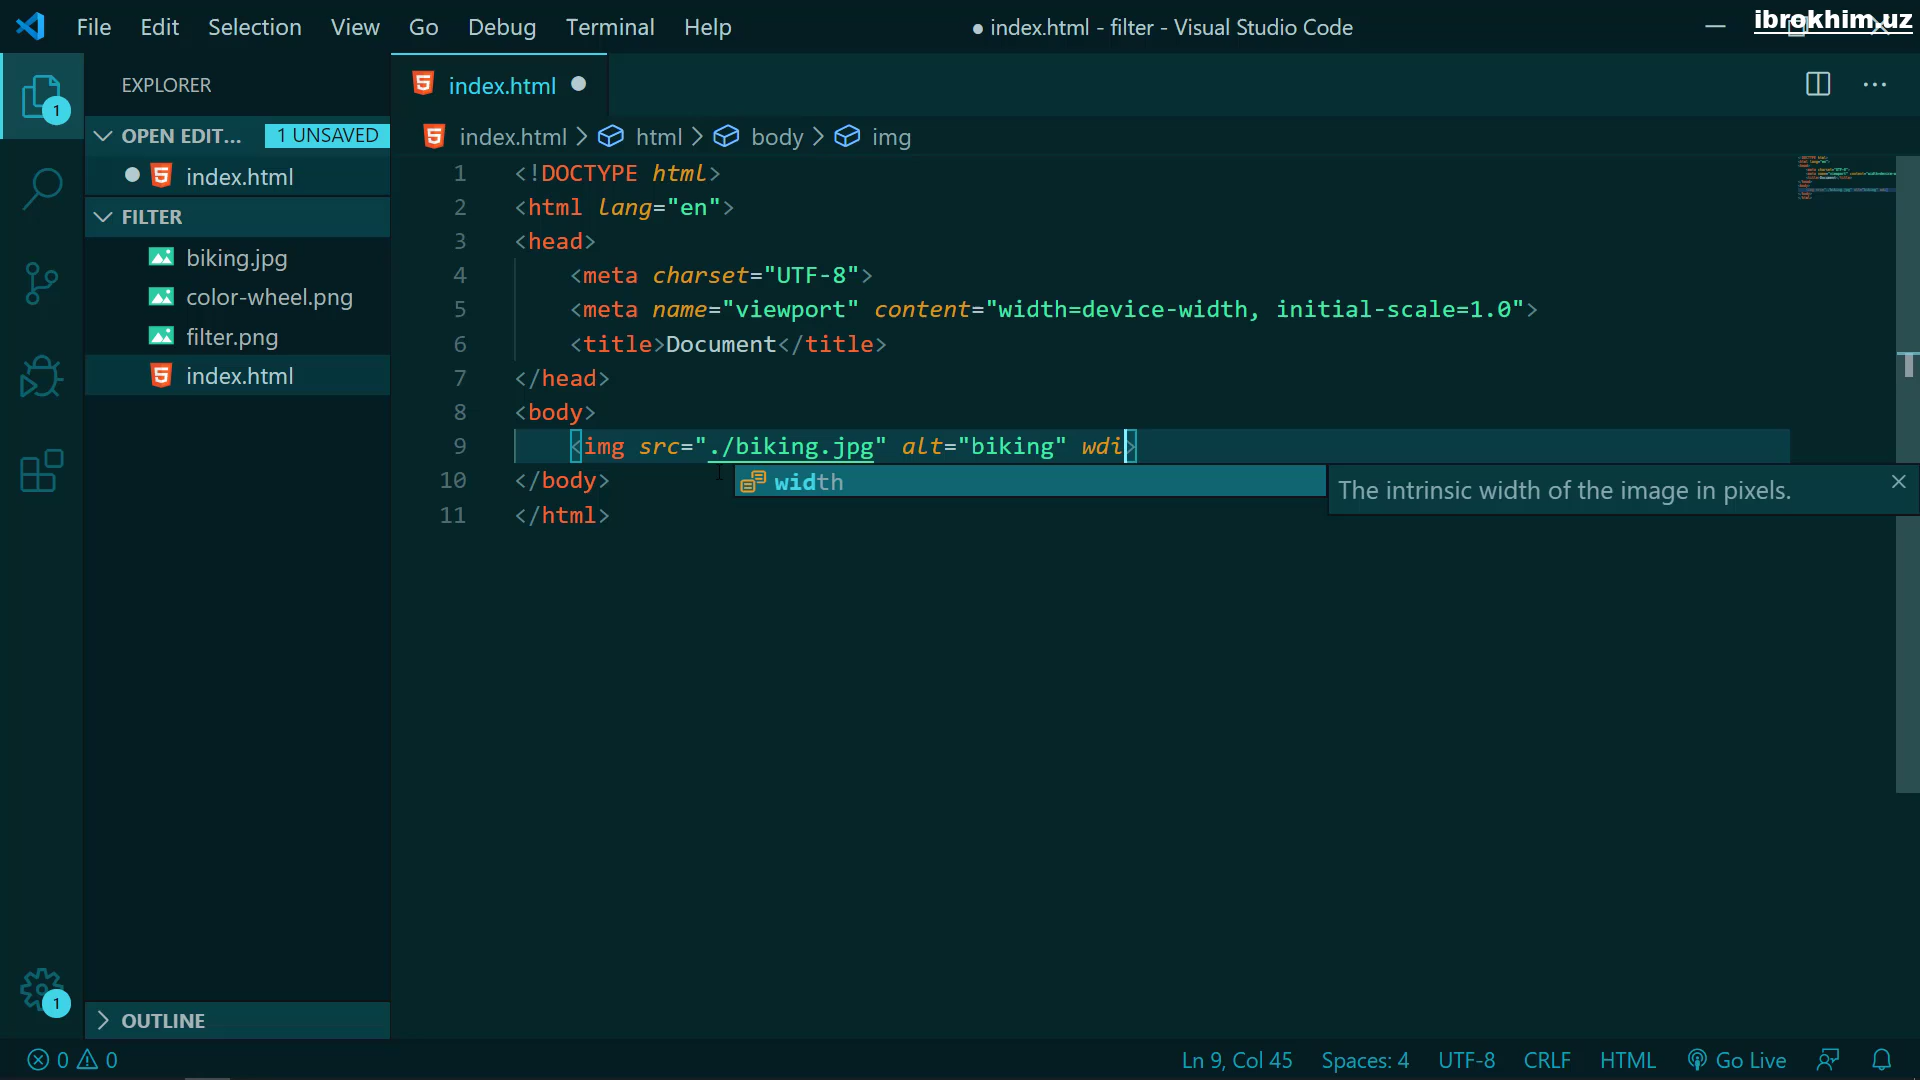 File Edit Selection View Go Debug Terminal Help
● index.html - filter - Visual Studio Code
ibrokhim.uz
EXPLORER
OPEN EDIT... 1 UNSAVED
index.html
FILTER
biking.jpg
color-wheel.png
filter.png
index.html
OUTLINE
1
1
index.html
index.html > html > body > img
1 <!DOCTYPE html>
2 <html lang="en">
3 <head>
4 <meta charset="UTF-8">
5 <meta name="viewport" content="width=device-width, initial-scale=1.0">
6 <title>Document</title>
7 </head>
8 <body>
9 <img src="./biking.jpg" alt="biking" wdi>
10 </body>
11 </html>
width
The intrinsic width of the image in pixels.
0 0
Ln 9, Col 45 Spaces: 4 UTF-8 CRLF HTML Go Live